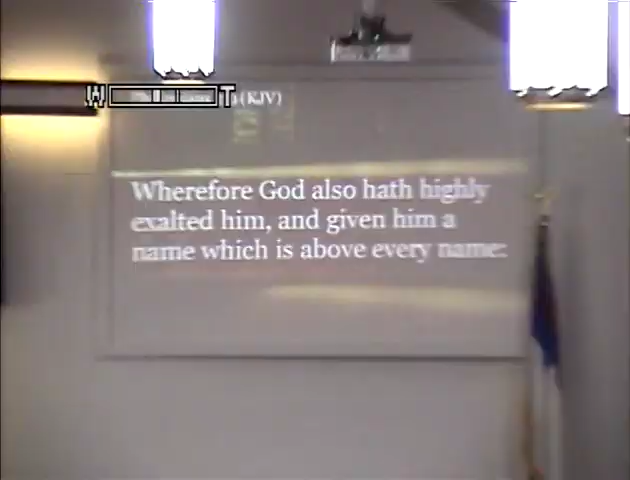 W T
(KJV)
Wherefore God also hath highly
exalted him, and given him a
name which is above every name: